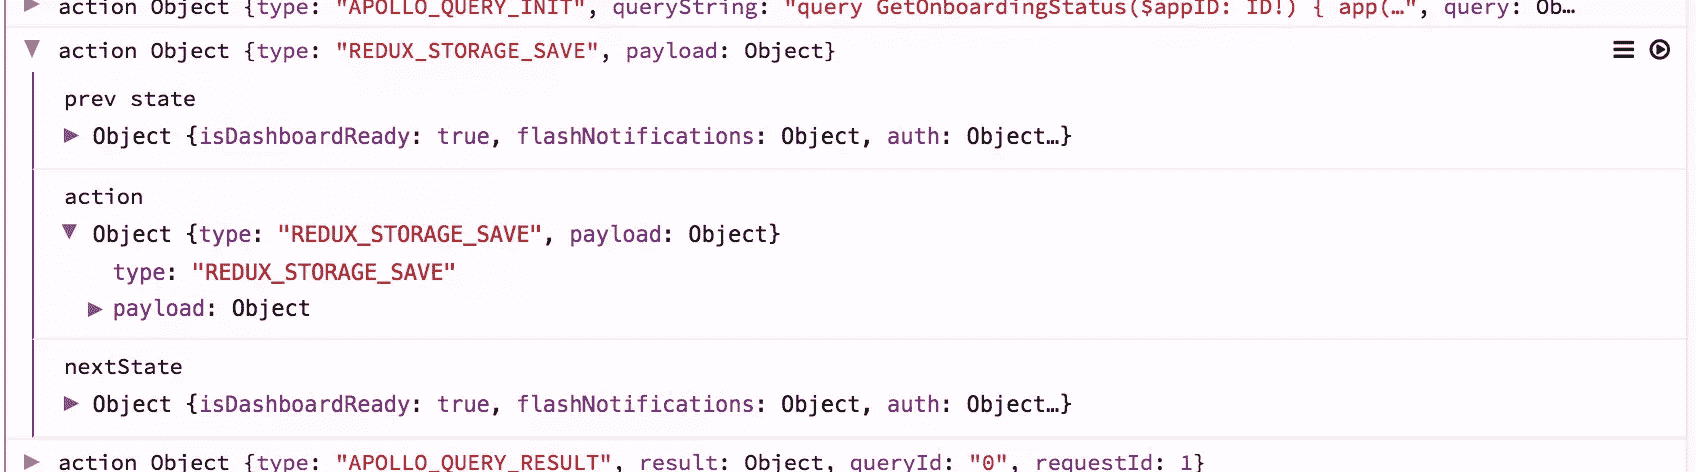 action Object {type: "APOLLO_QUERY_INIT", queryString: "query GetOnboardingStatus($appID: ID!) { app(…", query: Ob…
action Object {type: "REDUX_STORAGE_SAVE", payload: Object}
prev state
Object {isDashboardReady: true, flashNotifications: Object, auth: Object…}
action
Object {type: "REDUX_STORAGE_SAVE", payload: Object}
type: "REDUX_STORAGE_SAVE"
payload: Object
nextState
Object {isDashboardReady: true, flashNotifications: Object, auth: Object…}
action Object {type: "APOLLO_QUERY_RESULT", result: Object, queryId: "0", requestId: 1}